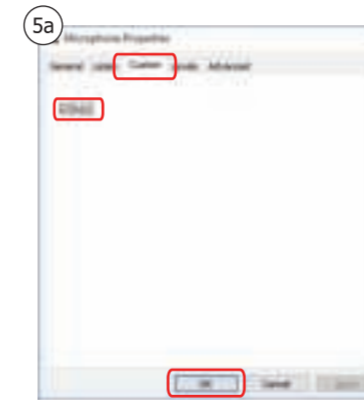 5a
Microphone Properties
General Listen Custom Levels Advanced
OK Cancel